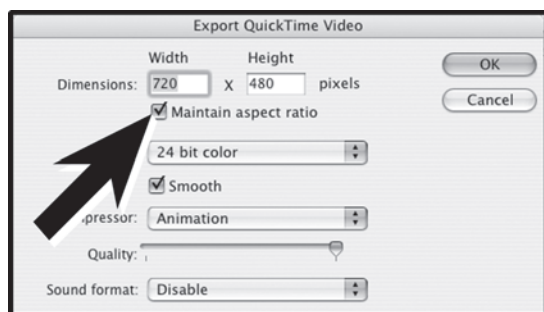 Export QuickTime Video
Width Height
Dimensions: 720 X 480 pixels
OK
Maintain aspect ratio
Cancel
24 bit color
Smooth
pressor: Animation
Quality:
Sound format: Disable